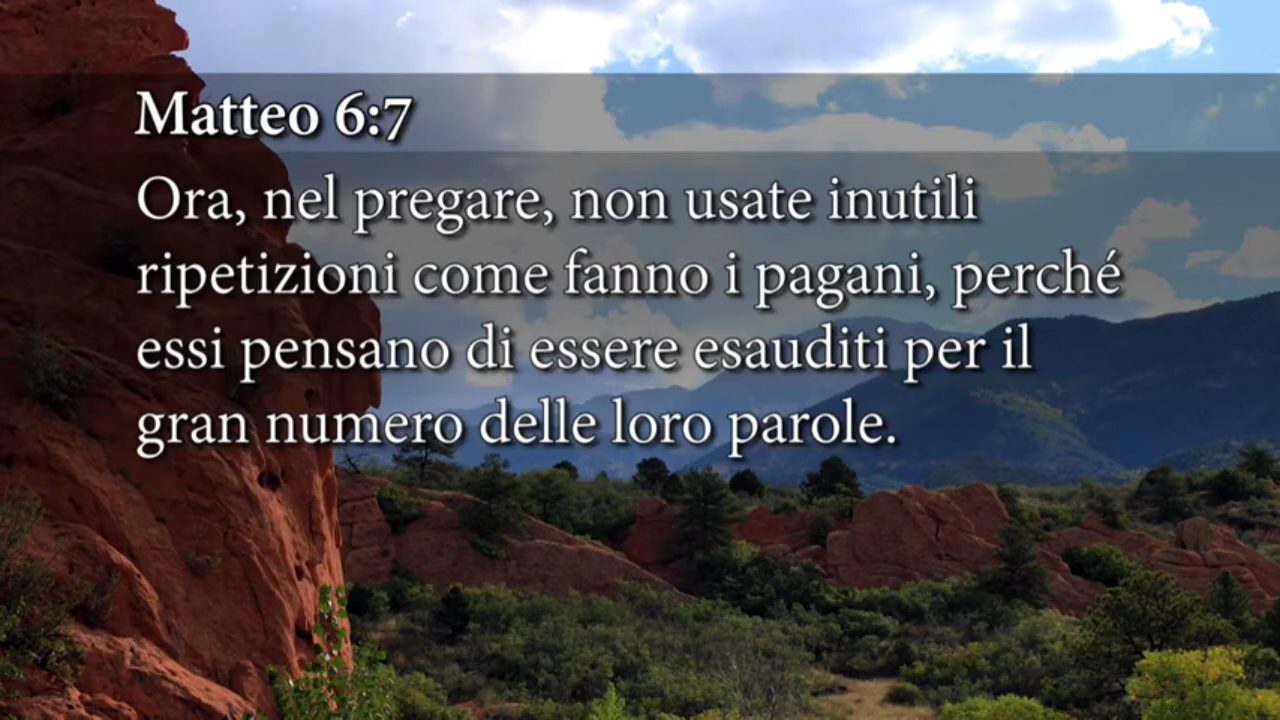 Matteo 6:7
Ora, nel pregare, non usate inutili
ripetizioni come fanno i pagani, perché
essi pensano di essere esauditi per il
gran numero delle loro parole.